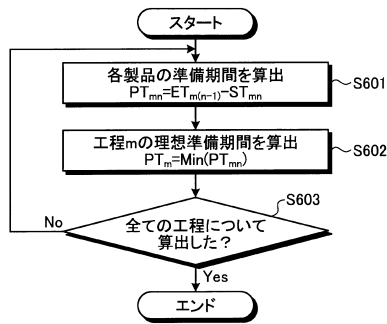 スタート
各製品の準備期間を算出
PTmn=ETm(n-1)-STmn
S601
工程mの理想準備期間を算出
PTm=Min(PTmn)
S602
S603
全ての工程について
算出した？
No
Yes
エンド